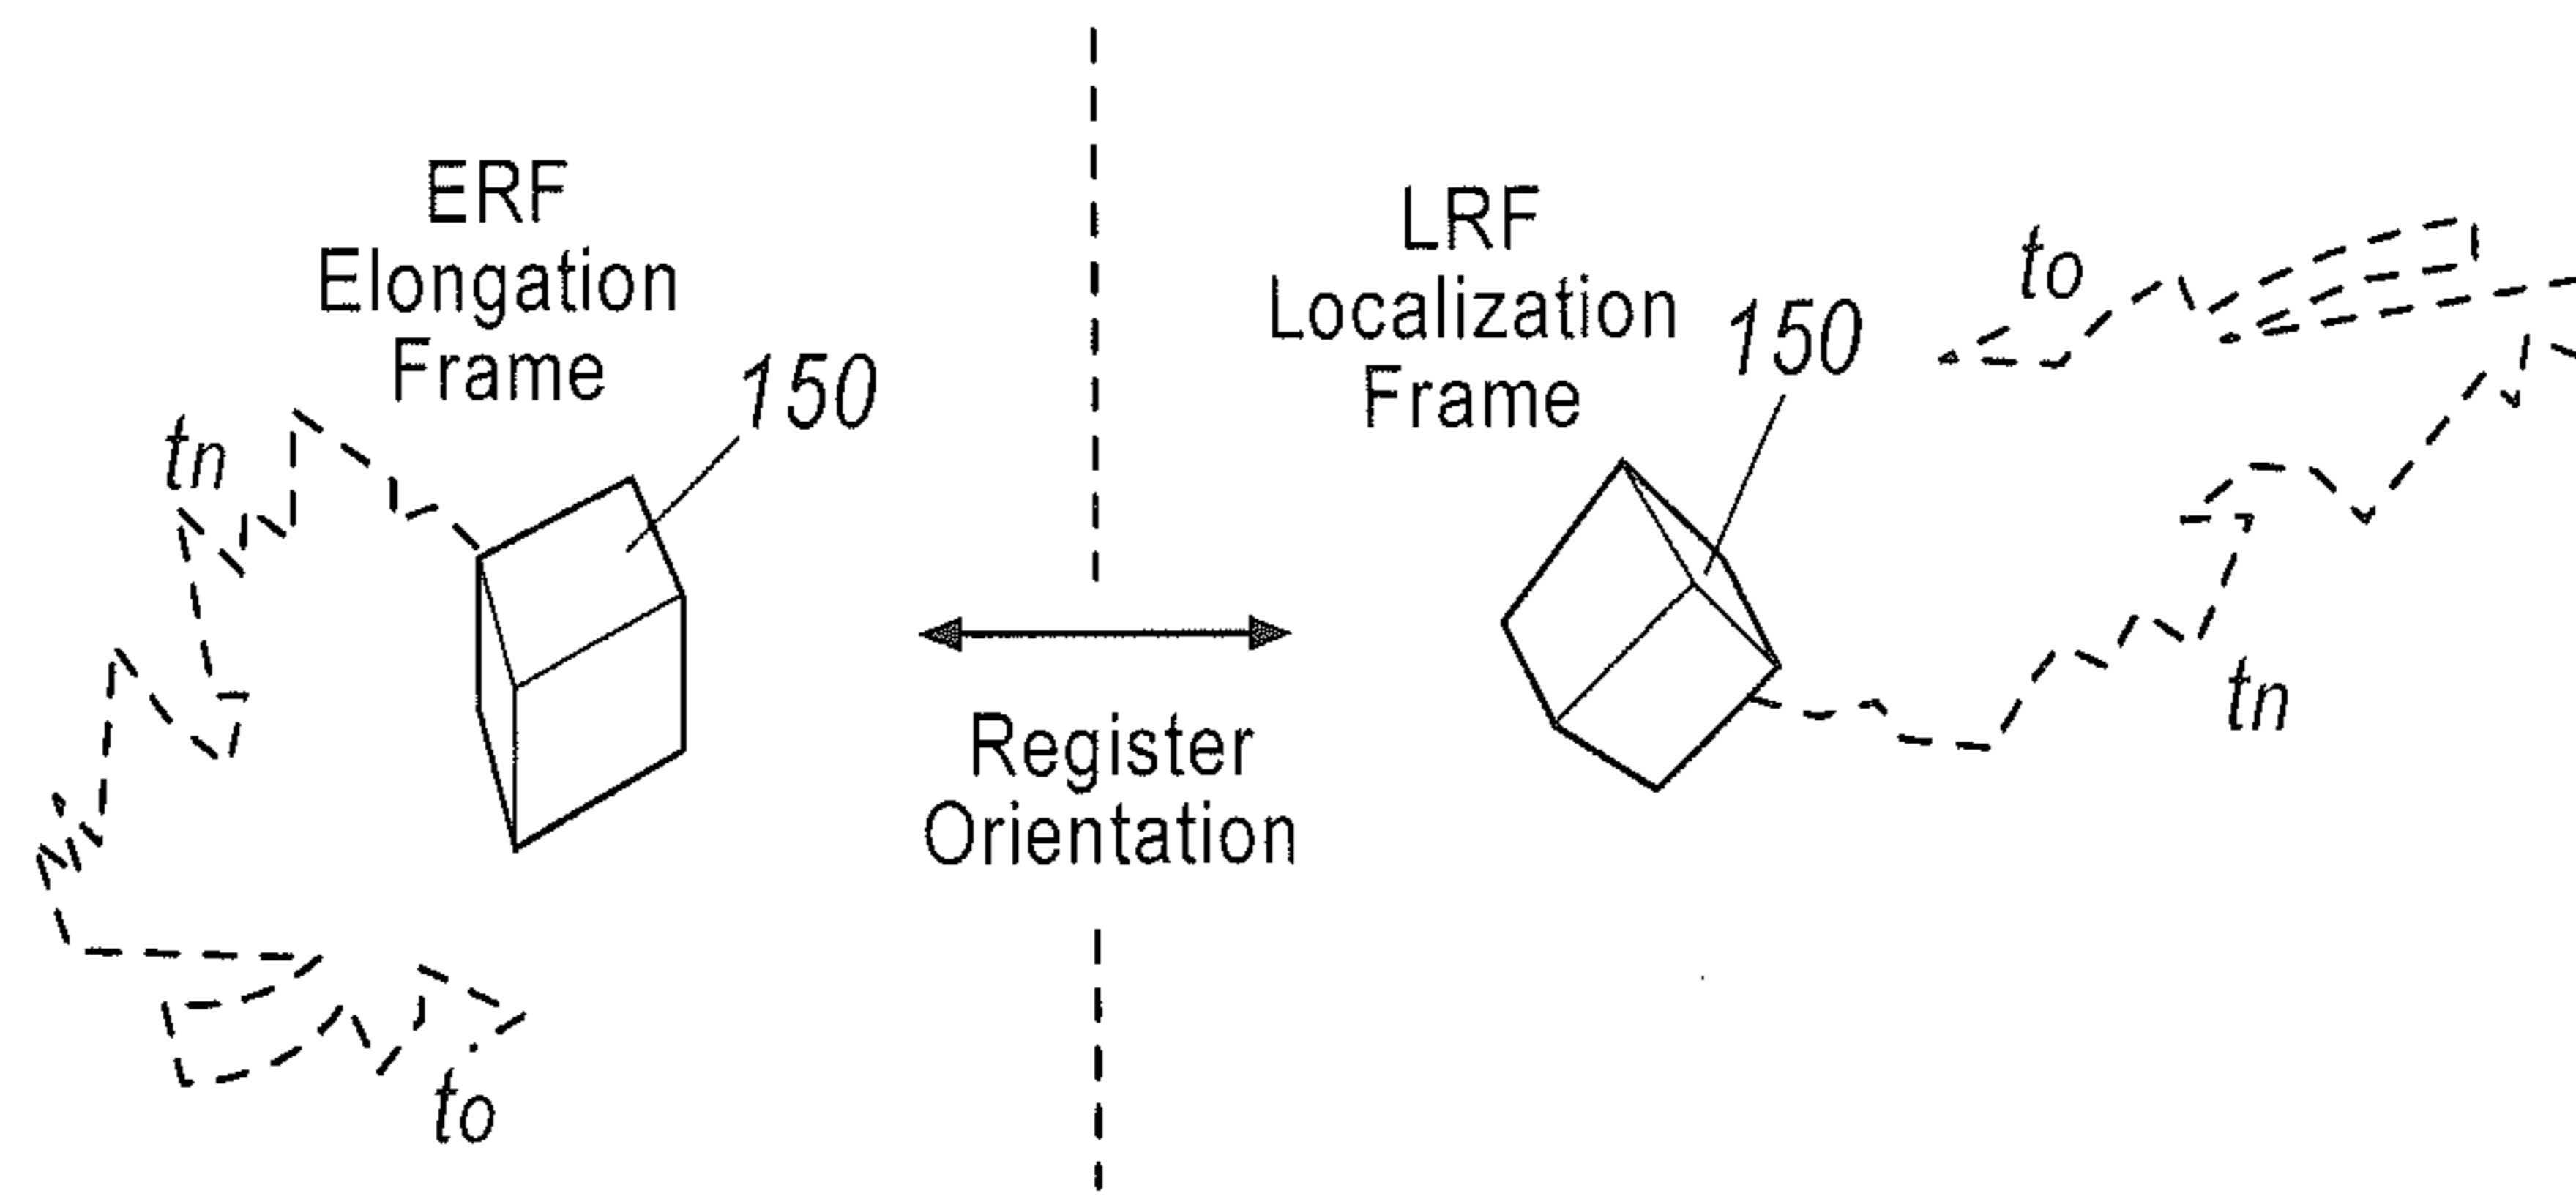 ERF
Elongation
Frame
150
tn
to
Register
Orientation
LRF
Localization
Frame
150
to
tn